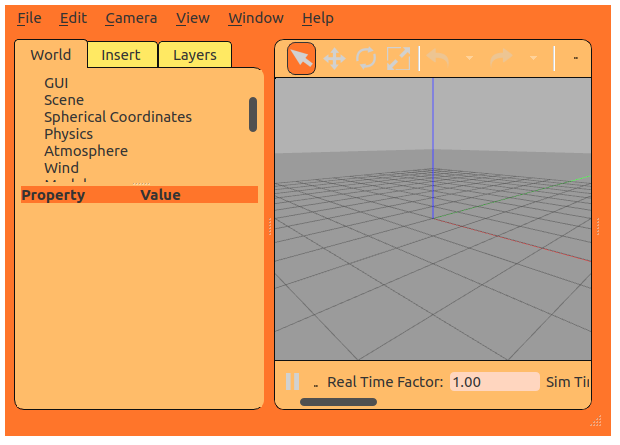 File Edit Camera View Window Help
World Insert Layers
GUI
Scene
Spherical Coordinates
Physics
Atmosphere
Wind
Property Value
Real Time Factor: 1.00 Sim